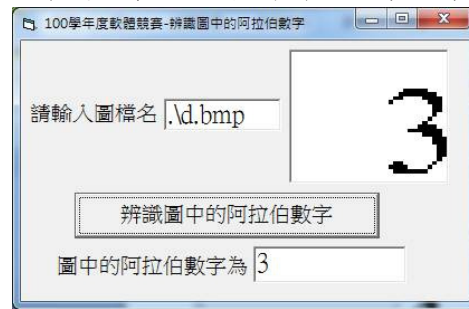 100學年度軟體競賽-辨識圖中的阿拉伯數字
請輸入圖檔名 .\d.bmp
3
辨識圖中的阿拉伯數字
圖中的阿拉伯數字為 3